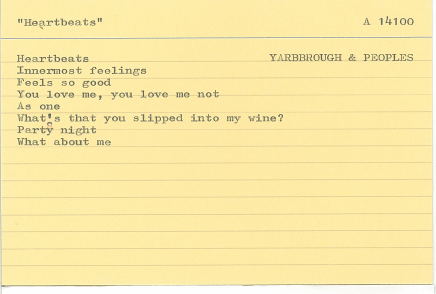 "Heartbeats" A 14100
Heartbeats YARBBROUGH & PEOPLES
Innermost feelings
Feels so good
You love me, you love me not
As one
What's that you slipped into my wine?
Party night
What about me